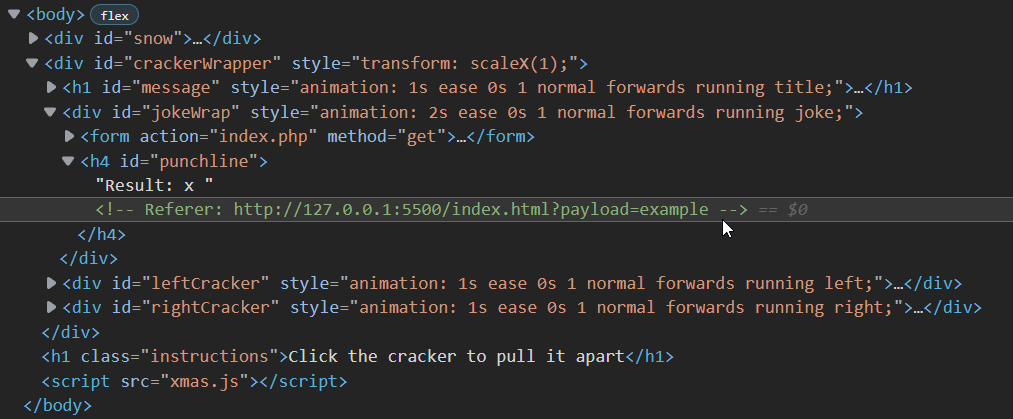 <body> flex
<div id="snow">…</div>
<div id="crackerWrapper" style="transform: scaleX(1);">
<h1 id="message" style="animation: 1s ease 0s 1 normal forwards running title;">…</h1>
<div id="jokeWrap" style="animation: 2s ease 0s 1 normal forwards running joke;">
<form action="index.php" method="get">…</form>
<h4 id="punchline">
"Result: x "
<!-- Referer: http://127.0.0.1:5500/index.html?payload=example --> == $0
</h4>
</div>
<div id="leftCracker" style="animation: 1s ease 0s 1 normal forwards running left;">…</div>
<div id="rightCracker" style="animation: 1s ease 0s 1 normal forwards running right;">…</div>
</div>
<h1 class="instructions">Click the cracker to pull it apart</h1>
<script src="xmas.js"></script>
</body>